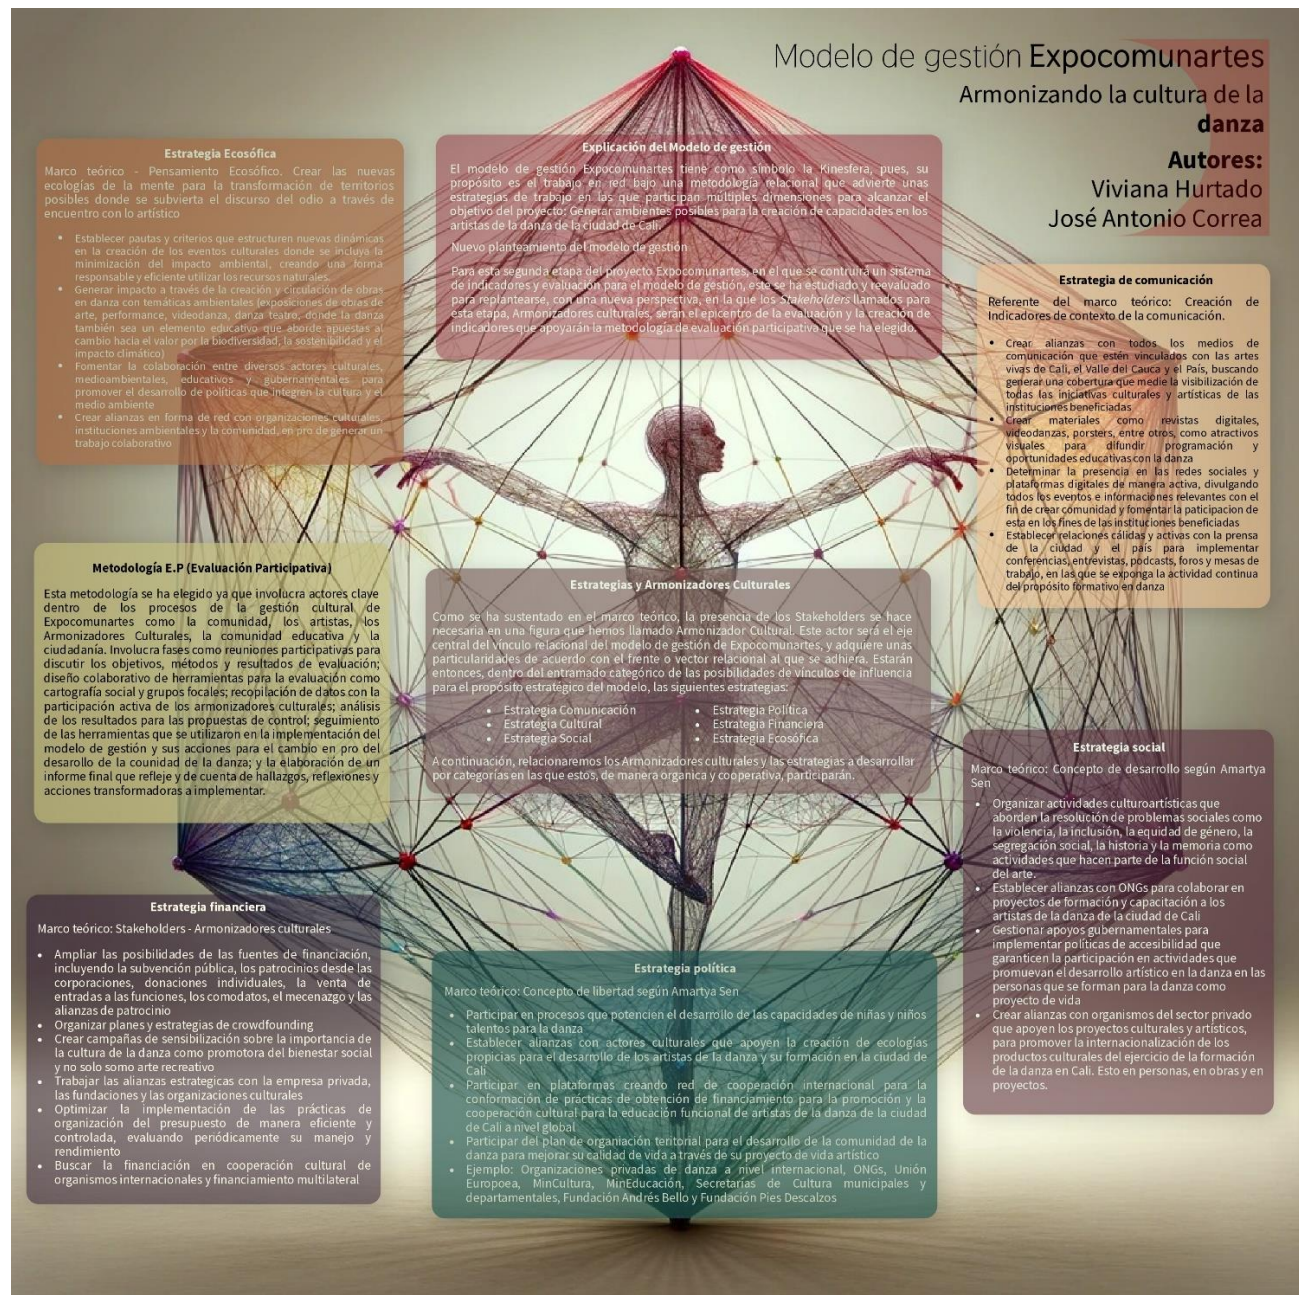 Modelo de gestión Expocomunartes
Armonizando la cultura de la
danza
Autores:
Viviana Hurtado
José Antonio Correa
Estrategia Ecosófica
Marco teórico - Pensamiento Ecosófico. Crear las nuevas
ecologías de la mente para la transformación de territorios
posibles donde se subvierta el discurso del odio a través de
encuentro con lo artístico
• Establecer pautas y criterios que estructuren nuevas dinámicas
en la creación de los eventos culturales donde se incluya la
minimización del impacto ambiental, creando una forma
responsable y eficiente utilizar los recursos naturales.
• Generar impacto a través de la creación y circulación de obras
en danza con temáticas ambientales (exposiciones de obras de
arte, performance, videodanza, danza teatro, donde la danza
también sea un elemento educativo que aborde apuestas al
cambio hacia el valor por la biodiversidad, la sostenibilidad y el
impacto climático)
• Fomentar la colaboración entre diversos actores culturales,
medioambientales, educativos y gubernamentales para
promover el desarrollo de políticas que integren la cultura y el
medio ambiente
• Crear alianzas en forma de red con organizaciones culturales,
instituciones ambientales y la comunidad, en pro de generar un
trabajo colaborativo
Explicación del Modelo de gestión
El modelo de gestión Expocomunartes tiene como símbolo la Kinesfera, pues, su
propósito es el trabajo en red bajo una metodología relacional que advierte unas
estrategias de trabajo en las que participan múltiples dimensiones para alcanzar el
objetivo del proyecto: Generar ambientes posibles para la creación de capacidades en los
artistas de la danza de la ciudad de Cali.
Nuevo planteamiento del modelo de gestión
Para esta segunda etapa del proyecto Expocomunartes, en el que se contruirá un sistema
de indicadores y evaluación para el modelo de gestión, este se ha estudiado y reevaluado
para replantearse, con una nueva perspectiva, en la que los Stakeholders llamados para
esta etapa, Armonizadores culturales, serán el epicentro de la evaluación y la creación de
indicadores que apoyarán la metodología de evaluación participativa que se ha elegido.
Estrategia de comunicación
Referente del marco teórico: Creación de
Indicadores de contexto de la comunicación.
• Crear alianzas con todos los medios de
comunicación que estén vinculados con las artes
vivas de Cali, el Valle del Cauca y el País, buscando
generar una cobertura que medie la visibilización de
todas las iniciativas culturales y artísticas de las
instituciones beneficiadas
• Crear materiales como revistas digitales,
videodanzas, porsters, entre otros, como atractivos
visuales para difundir programación y
oportunidades educativas con la danza
• Determinar la presencia en las redes sociales y
plataformas digitales de manera activa, divulgando
todos los eventos e informaciones relevantes con el
fin de crear comunidad y fomentar la paticipacion de
esta en los fines de las instituciones beneficiadas
• Establecer relaciones cálidas y activas con la prensa
de la ciudad y el país para implementar
conferencias, entrevistas, podcasts, foros y mesas de
trabajo, en las que se exponga la actividad continua
del propósito formativo en danza
Metodología E.P (Evaluación Participativa)
Esta metodología se ha elegido ya que involucra actores clave
dentro de los procesos de la gestión cultural de
Expocomunartes como la comunidad, los artistas, los
Armonizadores Culturales, la comunidad educativa y la
ciudadanía. Involucra fases como reuniones participativas para
discutir los objetivos, métodos y resultados de evaluación;
diseño colaborativo de herramientas para la evaluación como
cartografía social y grupos focales; recopilación de datos con la
participación activa de los armonizadores culturales; análisis
de los resultados para las propuestas de control; seguimiento
de las herramientas que se utilizaron en la implementación del
modelo de gestión y sus acciones para el cambio en pro del
desarollo de la counidad de la danza; y la elaboración de un
informe final que refleje y de cuenta de hallazgos, reflexiones y
acciones transformadoras a implementar.
Estrategias y Armonizadores Culturales
Como se ha sustentado en el marco teórico, la presencia de los Stakeholders se hace
necesaria en una figura que hemos llamado Armonizador Cultural. Este actor será el eje
central del vínculo relacional del modelo de gestión de Expocomunartes, y adquiere unas
particularidades de acuerdo con el frente o vector relacional al que se adhiera. Estarán
entonces, dentro del entramado categórico de las posibilidades de vínculos de influencia
para el propósito estratégico del modelo, las siguientes estrategias:
• Estrategia Comunicación
• Estrategia Cultural
• Estrategia Social
• Estrategia Política
• Estrategia Financiera
• Estrategia Ecosófica
A continuación, relacionaremos los Armonizadores culturales y las estrategias a desarrollar
por categorías en las que estos, de manera organica y cooperativa, participarán.
Estrategia social
Marco teórico: Concepto de desarrollo según Amartya
Sen
• Organizar actividades culturoartísticas que
aborden la resolución de problemas sociales como
la violencia, la inclusión, la equidad de género, la
segregación social, la historia y la memoria como
actividades que hacen parte de la función social
del arte.
• Establecer alianzas con ONGs para colaborar en
proyectos de formación y capacitación a los
artistas de la danza de la ciudad de Cali
• Gestionar apoyos gubernamentales para
implementar políticas de accesibilidad que
garanticen la participación en actividades que
promuevan el desarrollo artístico en la danza en las
personas que se forman para la danza como
proyecto de vida
• Crear alianzas con organismos del sector privado
que apoyen los proyectos culturales y artísticos,
para promover la internacionalización de los
productos culturales del ejercicio de la formación
de la danza en Cali. Esto en personas, en obras y en
proyectos.
Estrategia financiera
Marco teórico: Stakeholders - Armonizadores culturales
• Ampliar las posibilidades de las fuentes de financiación,
incluyendo la subvención pública, los patrocinios desde las
corporaciones, donaciones individuales, la venta de
entradas a las funciones, los comodatos, el mecenazgo y las
alianzas de patrocinio
• Organizar planes y estrategias de crowdfounding
• Crear campañas de sensibilización sobre la importancia de
la cultura de la danza como promotora del bienestar social
y no solo somo arte recreativo
• Trabajar las alianzas estrategicas con la empresa privada,
las fundaciones y las organizaciones culturales
• Optimizar la implementación de las prácticas de
organización del presupuesto de manera eficiente y
controlada, evaluando periódicamente su manejo y
rendimiento
• Buscar la financiación en cooperación cultural de
organismos internacionales y financiamiento multilateral
Estrategia política
Marco teórico: Concepto de libertad según Amartya Sen
• Participar en procesos que potencien el desarrollo de las capacidades de niñas y niños
talentos para la danza
• Establecer alianzas con actores culturales que apoyen la creación de ecologías
propicias para el desarrollo de los artistas de la danza y su formación en la ciudad de
Cali
• Participar en plataformas creando red de cooperación internacional para la
conformación de prácticas de obtención de financiamiento para la promoción y la
cooperación cultural para la educación funcional de artistas de la danza de la ciudad
de Cali a nivel global
• Participar del plan de organiación teritorial para el desarrollo de la comunidad de la
danza para mejorar su calidad de vida a través de su proyecto de vida artístico
• Ejemplo: Organizaciones privadas de danza a nivel internacional, ONGs, Unión
Europoea, MinCultura, MinEducación, Secretarías de Cultura municipales y
departamentales, Fundación Andrés Bello y Fundación Pies Descalzos